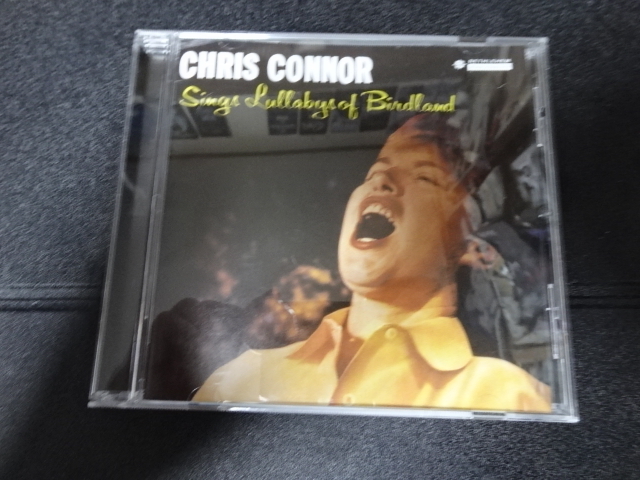 CHRIS CONNOR
Sings Lullabys of Birdland